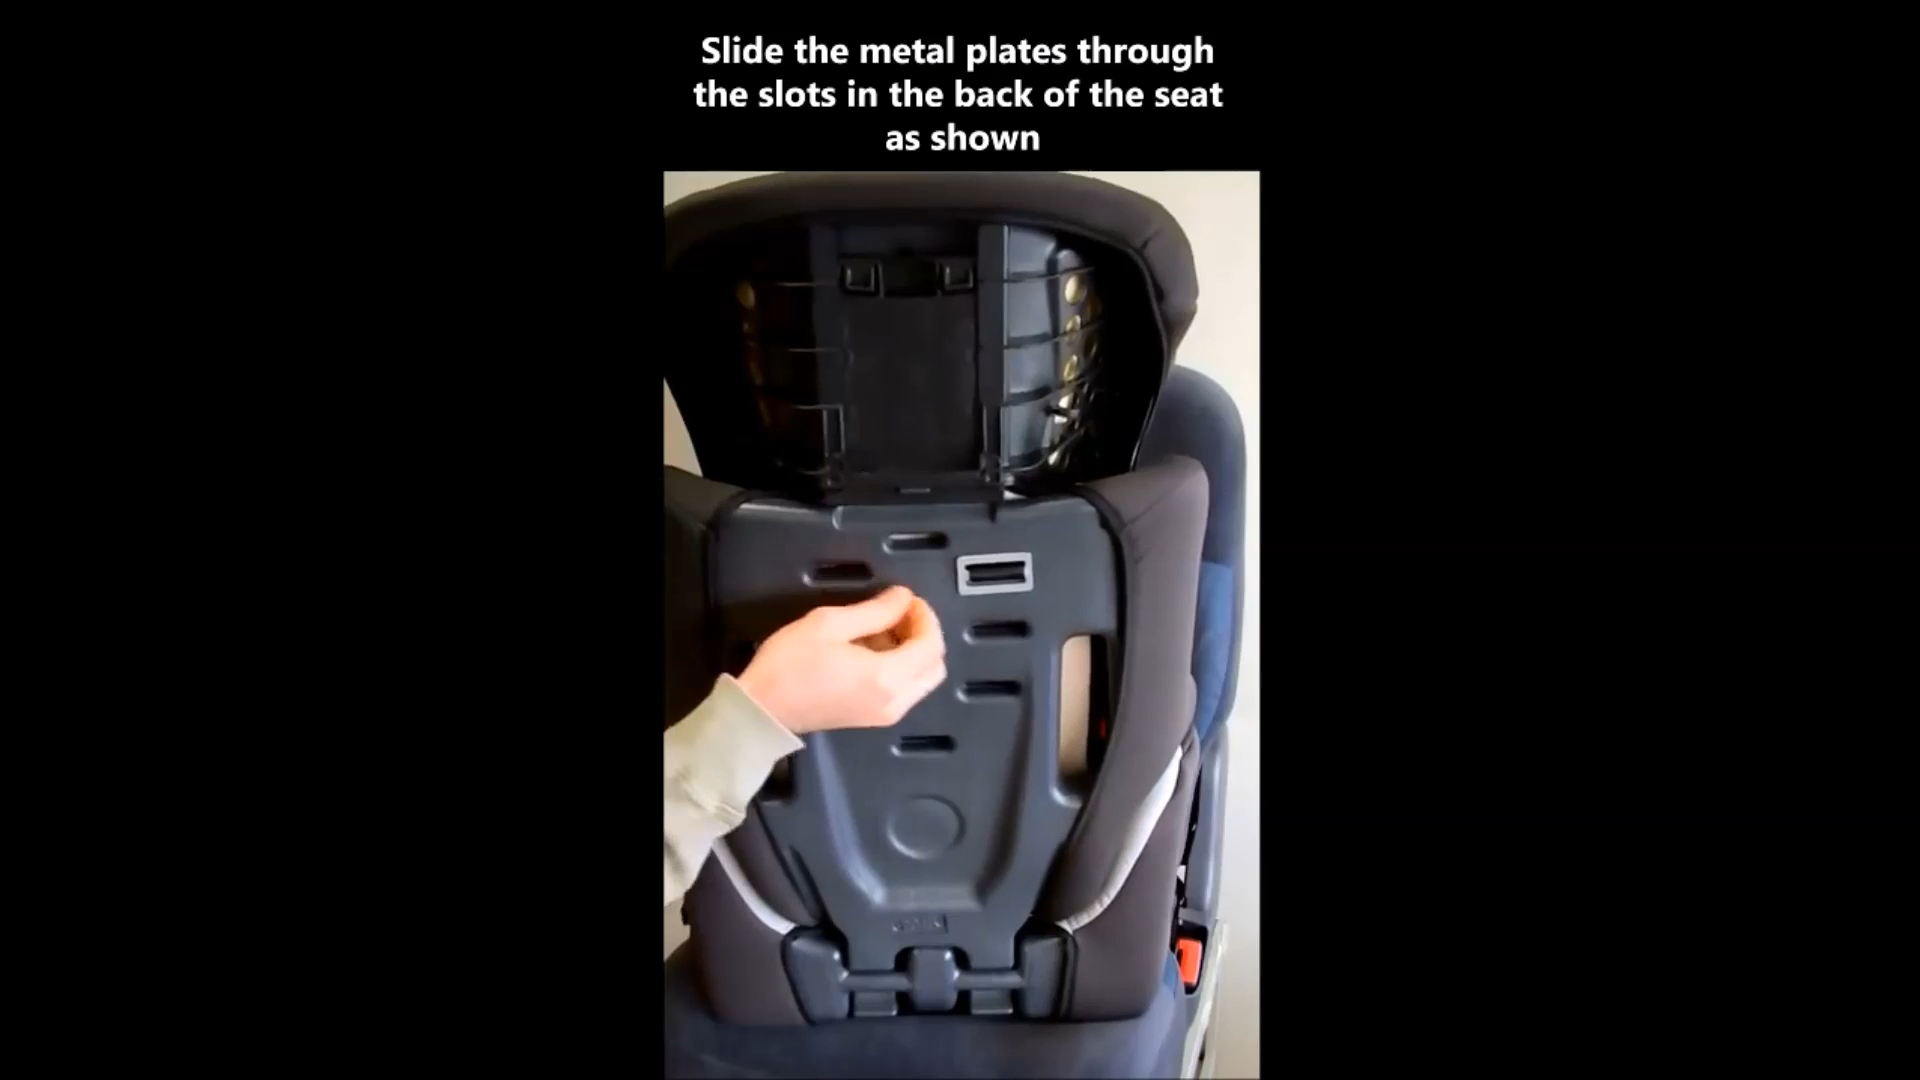 Slide the metal plates through
the slots in the back of the seat
as shown